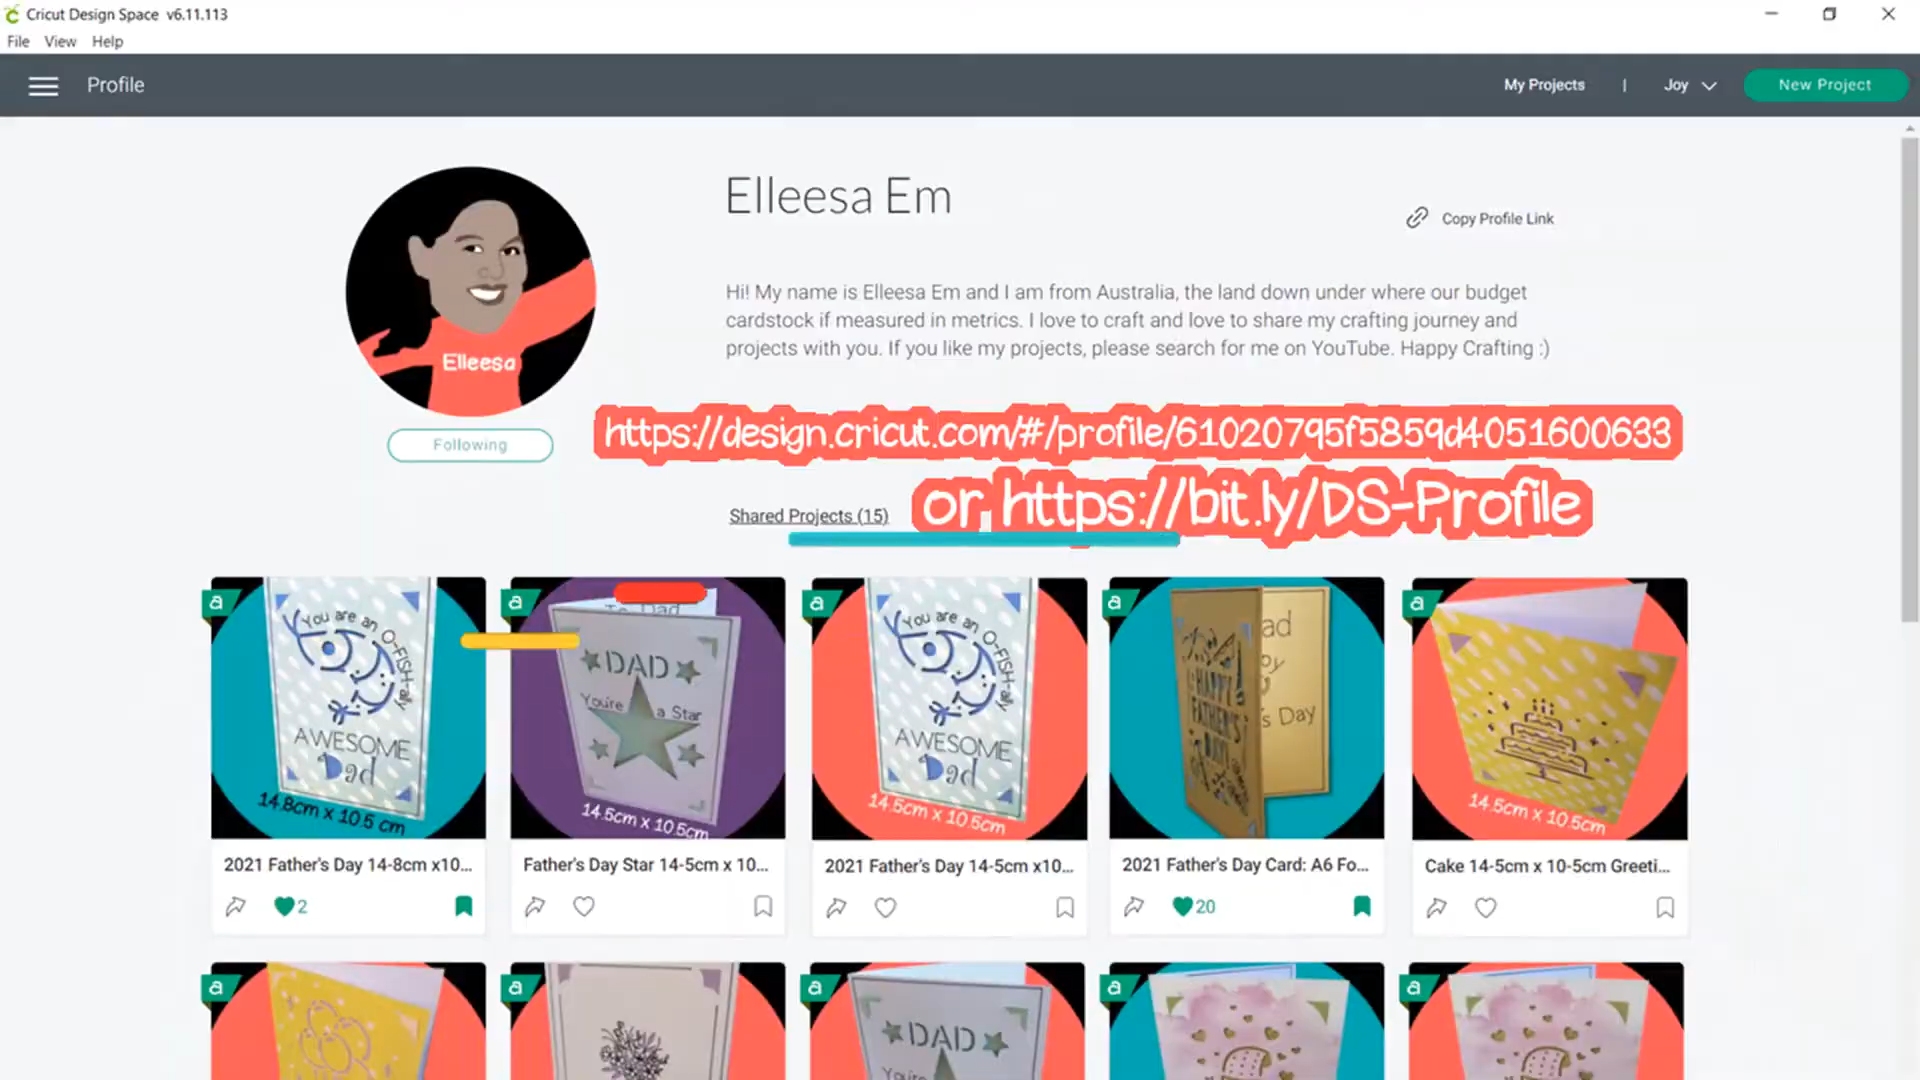 Cricut Design Space v6.11.113
File View Help
Profile
My Projects | Joy New Project
Elleesa Em
Copy Profile Link
Hi! My name is Elleesa Em and I am from Australia, the land down under where our budget
cardstock if measured in metrics. I love to craft and love to share my crafting journey and
projects with you. If you like my projects, please search for me on YouTube. Happy Crafting :)
Elleesa
Following
https://design.cricut.com/#/profile/61020795f5859d4051600633
or https://bit.ly/DS-Profile
Shared Projects (15)
a
You are an O-FISH-ally
AWESOME
Dad
14.8cm x 10.5 cm
2021 Father's Day 14-8cm x10...
2
a
To Dad
DAD
You're a Star
14.5cm x 10.5cm
Father's Day Star 14-5cm x 10...
a
You are an O-FISH-ally
AWESOME
Dad
14.5cm x 10.5cm
2021 Father's Day 14-5cm x10...
a
HAPPY
FATHER'S
DAY
ad
py
's Day
2021 Father's Day Card: A6 Fo...
20
a
14.5cm x 10.5cm
Cake 14-5cm x 10-5cm Greeti...
a
a
a
DAD
You're
a
a